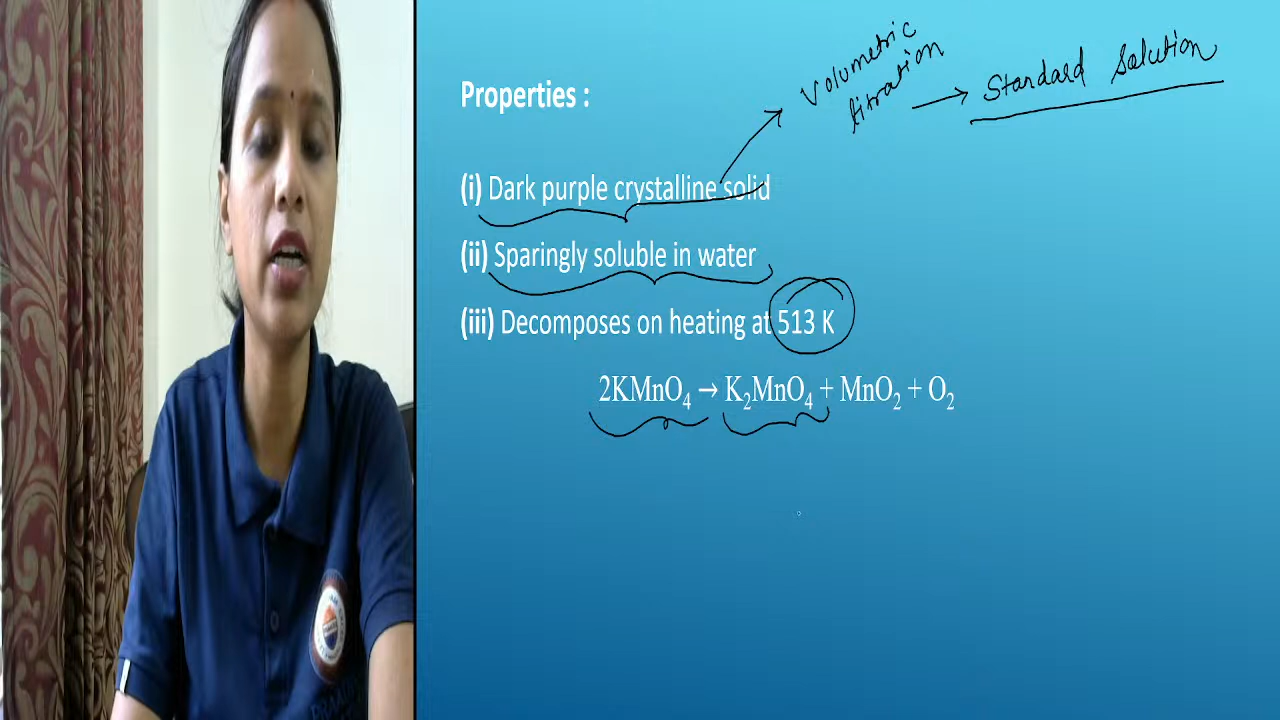 Properties :
Volumetric
titration → Standard Solution
(i) Dark purple crystalline solid
(ii) Sparingly soluble in water
(iii) Decomposes on heating at 513 K
2KMnO₄ → K₂MnO₄ + MnO₂ + O₂